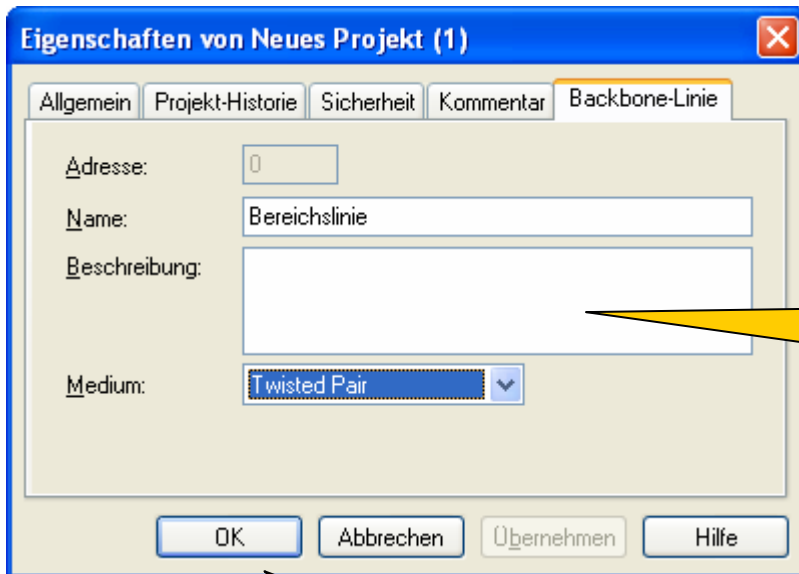 Eigenschaften von Neues Projekt (1)
Allgemein Projekt-Historie Sicherheit Kommentar Backbone-Linie
Adresse: 0
Name: Bereichslinie
Beschreibung:
Medium: Twisted Pair
OK Abbrechen Übernehmen Hilfe